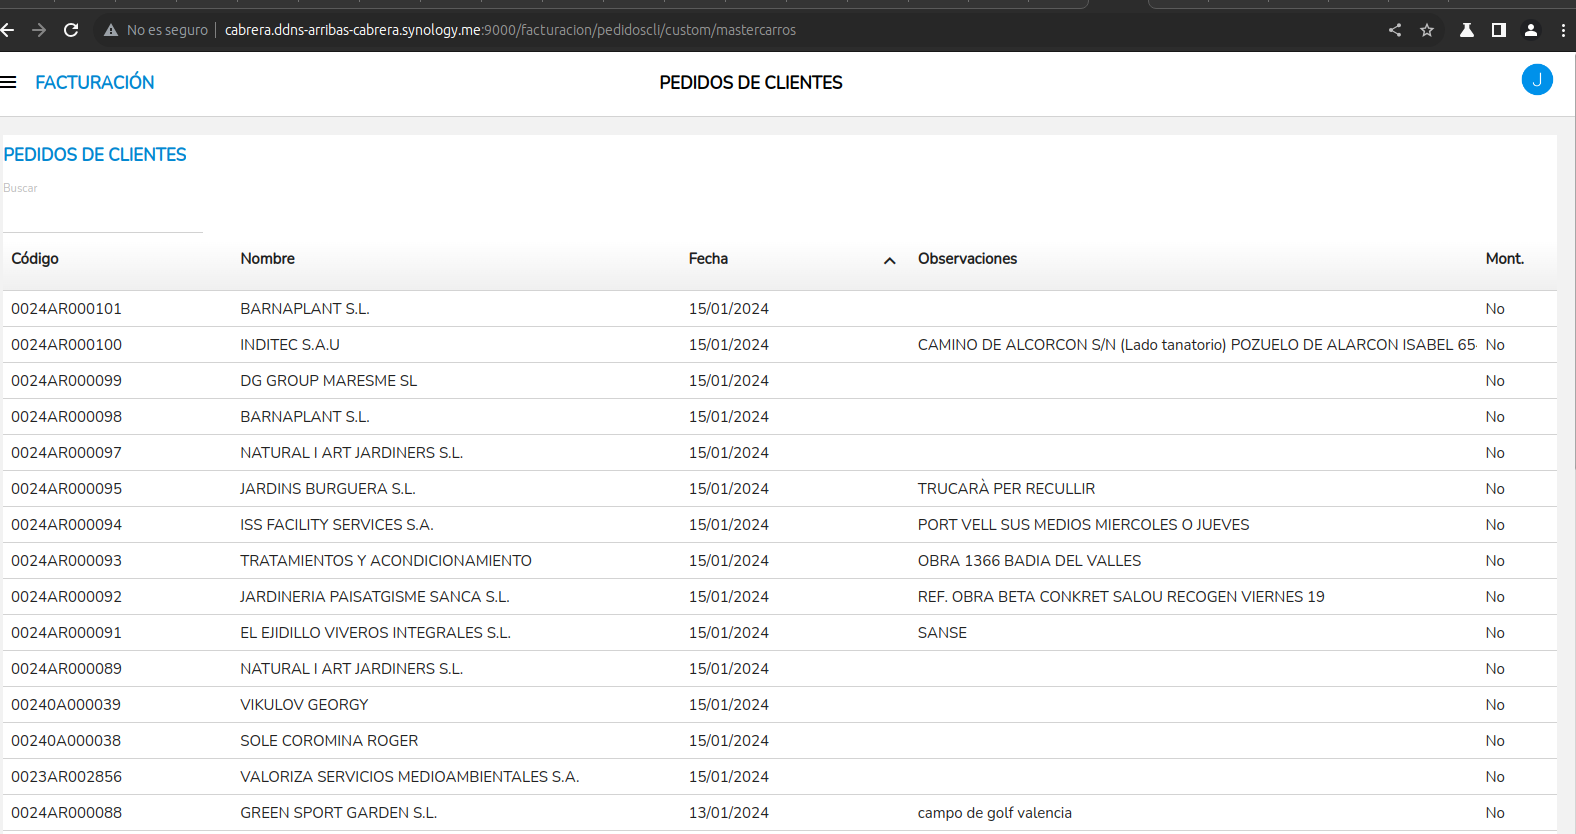 No es seguro | cabrera.ddns-arribas-cabrera.synology.me:9000/facturacion/pedidoscli/custom/mastercarros
FACTURACIÓN PEDIDOS DE CLIENTES J
PEDIDOS DE CLIENTES
Buscar
Código Nombre Fecha Observaciones Mont.
0024AR000101 BARNAPLANT S.L. 15/01/2024 No
0024AR000100 INDITEC S.A.U 15/01/2024 CAMINO DE ALCORCON S/N (Lado tanatorio) POZUELO DE ALARCON ISABEL 65 No
0024AR000099 DG GROUP MARESME SL 15/01/2024 No
0024AR000098 BARNAPLANT S.L. 15/01/2024 No
0024AR000097 NATURAL I ART JARDINERS S.L. 15/01/2024 No
0024AR000095 JARDINS BURGUERA S.L. 15/01/2024 TRUCARÀ PER RECULLIR No
0024AR000094 ISS FACILITY SERVICES S.A. 15/01/2024 PORT VELL SUS MEDIOS MIERCOLES O JUEVES No
0024AR000093 TRATAMIENTOS Y ACONDICIONAMIENTO 15/01/2024 OBRA 1366 BADIA DEL VALLES No
0024AR000092 JARDINERIA PAISATGISME SANCA S.L. 15/01/2024 REF. OBRA BETA CONKRET SALOU RECOGEN VIERNES 19 No
0024AR000091 EL EJIDILLO VIVEROS INTEGRALES S.L. 15/01/2024 SANSE No
0024AR000089 NATURAL I ART JARDINERS S.L. 15/01/2024 No
00240A000039 VIKULOV GEORGY 15/01/2024 No
00240A000038 SOLE COROMINA ROGER 15/01/2024 No
0023AR002856 VALORIZA SERVICIOS MEDIOAMBIENTALES S.A. 15/01/2024 No
0024AR000088 GREEN SPORT GARDEN S.L. 13/01/2024 campo de golf valencia No